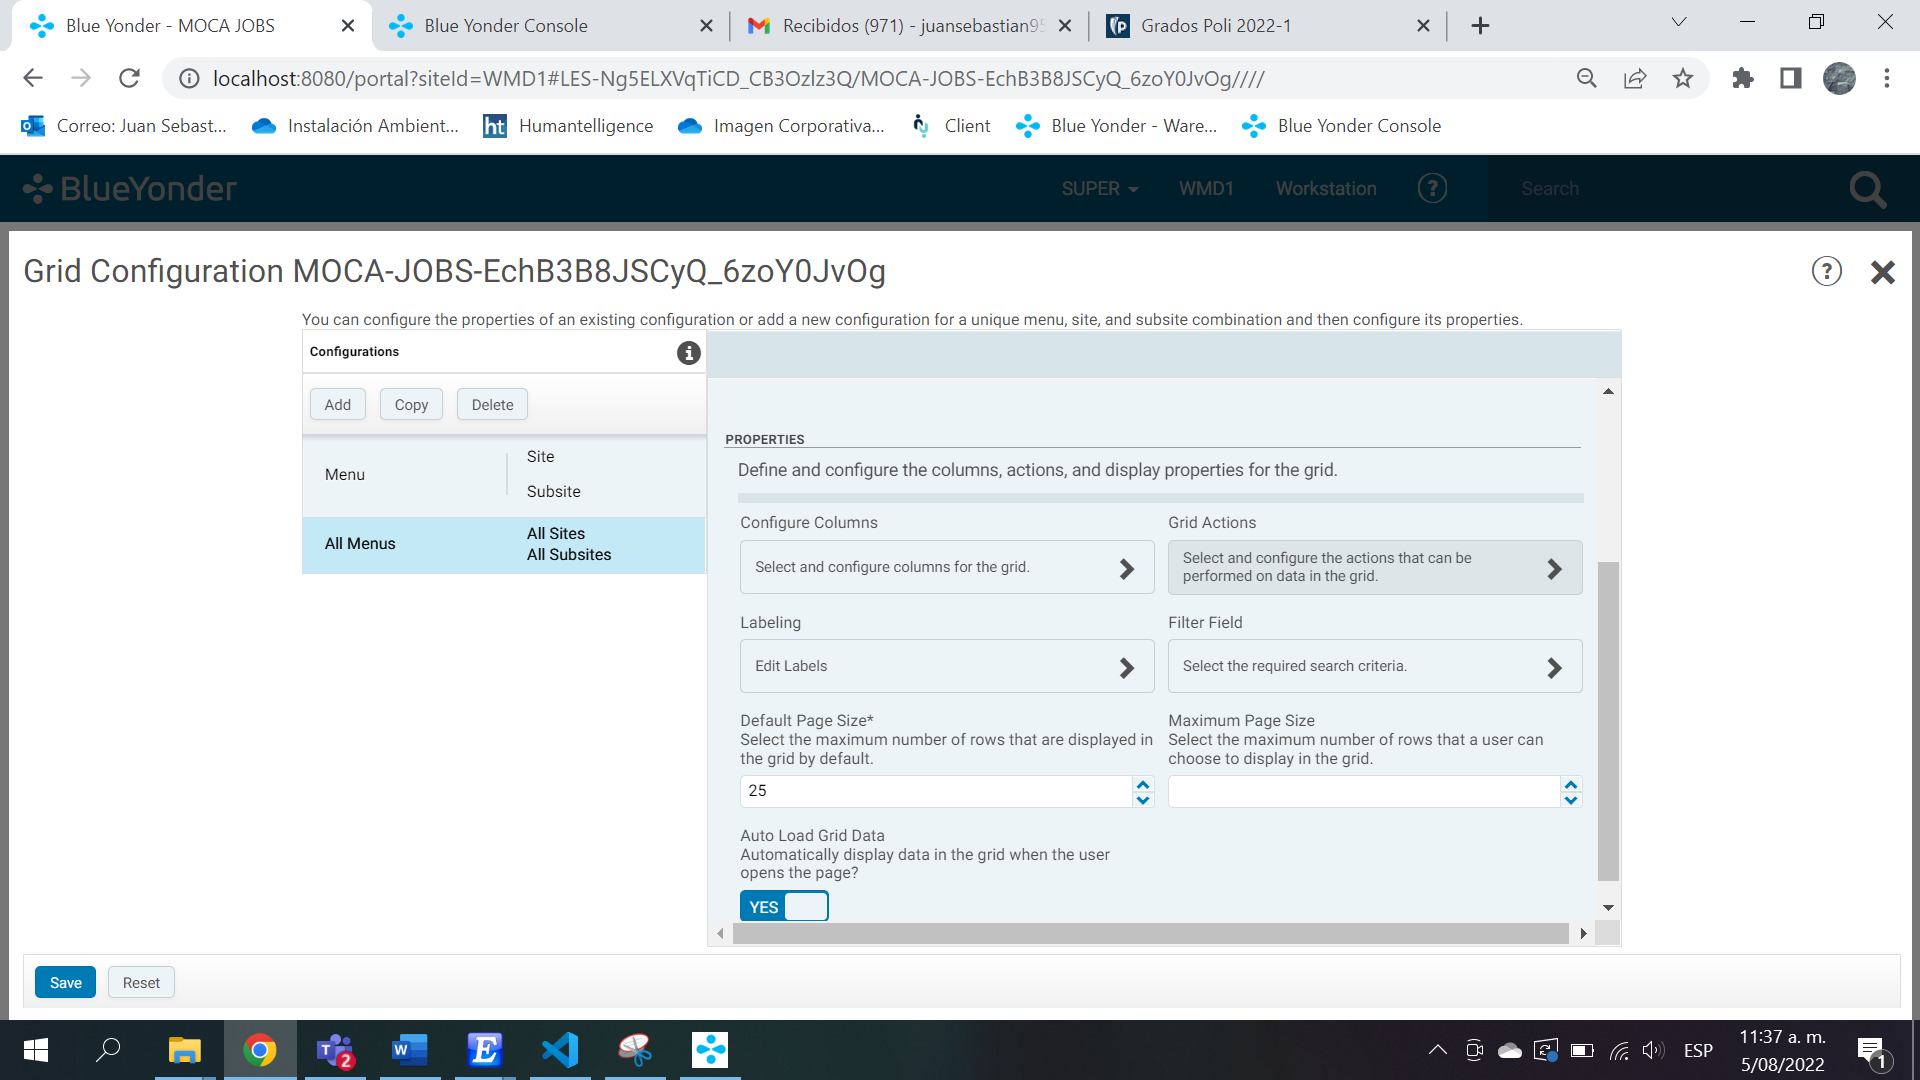 Blue Yonder - MOCA JOBS
Blue Yonder Console
Recibidos (971) - juansebastian95
Grados Poli 2022-1
localhost:8080/portal?siteId=WMD1#LES-Ng5ELXVqTiCD_CB3Ozlz3Q/MOCA-JOBS-EchB3B8JSCyQ_6zoY0JvOg////
Correo: Juan Sebast...
Instalación Ambient...
ht Humantelligence
Imagen Corporativa...
Client
Blue Yonder - Ware...
Blue Yonder Console
BlueYonder
SUPER
WMD1
Workstation
?
Search
Grid Configuration MOCA-JOBS-EchB3B8JSCyQ_6zoY0JvOg
?
You can configure the properties of an existing configuration or add a new configuration for a unique menu, site, and subsite combination and then configure its properties.
Configurations
Add
Copy
Delete
Menu
Site
Subsite
All Menus
All Sites
All Subsites
PROPERTIES
Define and configure the columns, actions, and display properties for the grid.
Configure Columns
Select and configure columns for the grid.
Grid Actions
Select and configure the actions that can be
performed on data in the grid.
Labeling
Edit Labels
Filter Field
Select the required search criteria.
Default Page Size*
Select the maximum number of rows that are displayed in
the grid by default.
25
Maximum Page Size
Select the maximum number of rows that a user can
choose to display in the grid.
Auto Load Grid Data
Automatically display data in the grid when the user
opens the page?
YES
Save
Reset
T
2
W
E
ESP
11:37 a. m.
5/08/2022
1